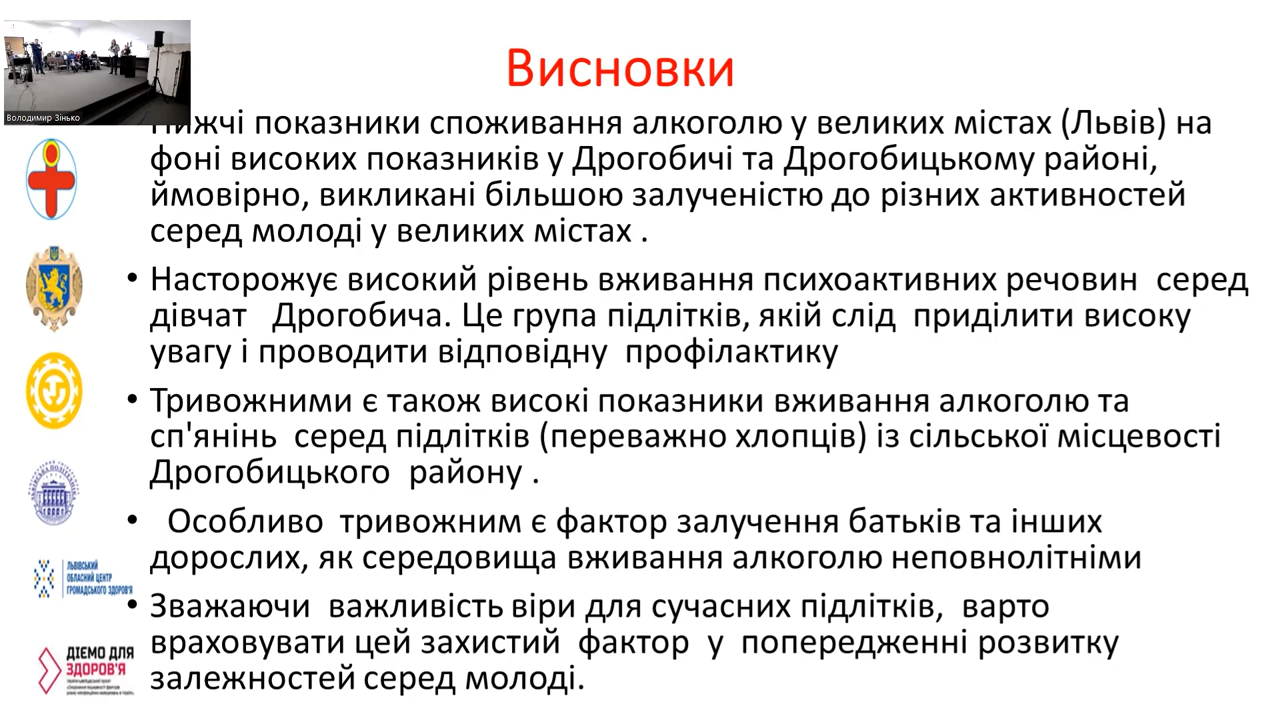 Висновки
Володимир Зінько
Нижчі показники споживання алкоголю у великих містах (Львів) на
фоні високих показників у Дрогобичі та Дрогобицькому районі,
ймовірно, викликані більшою залученістю до різних активностей
серед молоді у великих містах .
• Насторожує високий рівень вживання психоактивних речовин серед
дівчат Дрогобича. Це група підлітків, якій слід приділити високу
увагу і проводити відповідну профілактику
• Тривожними є також високі показники вживання алкоголю та
сп'янінь серед підлітків (переважно хлопців) із сільської місцевості
Дрогобицького району .
• Особливо тривожним є фактор залучення батьків та інших
дорослих, як середовища вживання алкоголю неповнолітніми
• Зважаючи важливість віри для сучасних підлітків, варто
враховувати цей захистий фактор у попередженні розвитку
залежностей серед молоді.
ЛЬВІВСЬКИЙ
ОБЛАСНИЙ ЦЕНТР
ГРОМАДСЬКОГО ЗДОРОВ'Я
ДІЄМО ДЛЯ
ЗДОРОВ'Я